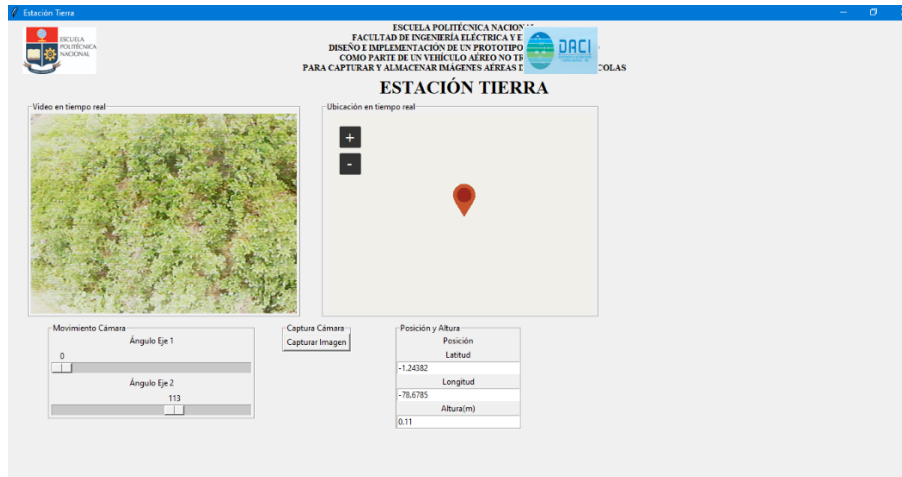 Estación Tierra
ESCUELA
POLITÉCNICA
NACIONAL
ESCUELA POLITÉCNICA NACION
FACULTAD DE INGENIERÍA ELÉCTRICA Y E
DISEÑO E IMPLEMENTACIÓN DE UN PROTOTIPO
COMO PARTE DE UN VEHÍCULO AÉREO NO TR
PARA CAPTURAR Y ALMACENAR IMÁGENES AÉREAS D
COLAS
DACI
ESTACIÓN TIERRA
Video en tiempo real
Ubicación en tiempo real
+
-
Movimiento Cámara
Ángulo Eje 1
0
Ángulo Eje 2
113
Captura Cámara
Capturar Imagen
Posición y Altura
Posición
Latitud
-1.24382
Longitud
-78.6785
Altura(m)
0.11